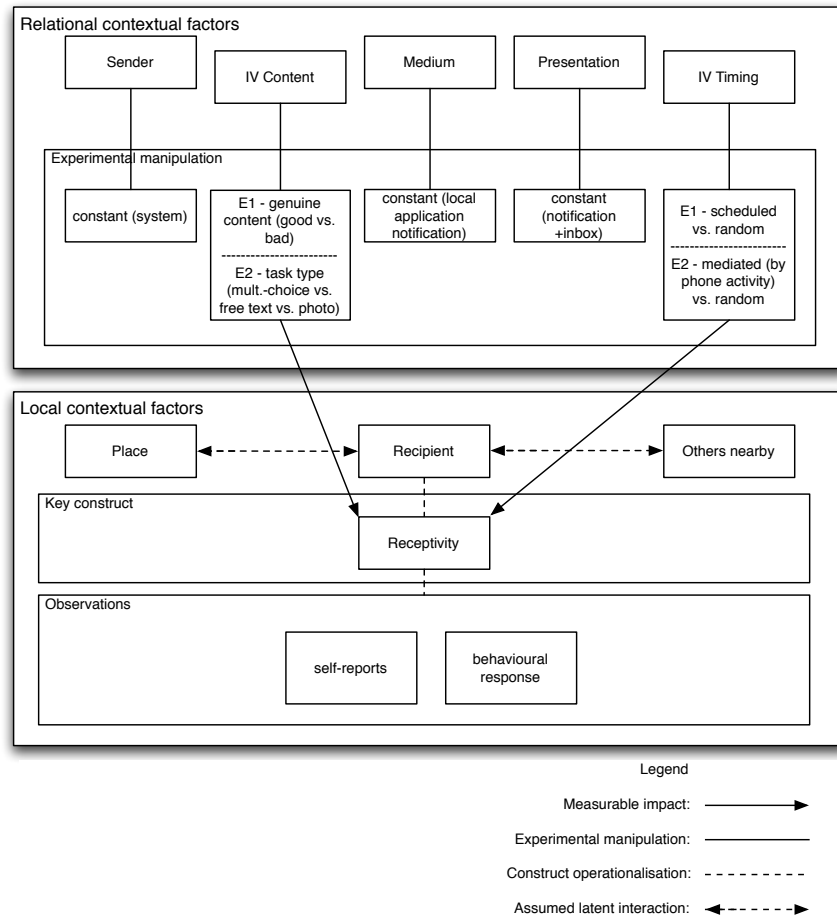 Relational contextual factors
Sender
IV Content
Medium
Presentation
IV Timing
Experimental manipulation
constant (system)
E1 - genuine
content (good vs.
bad)
E2 - task type
(mult.-choice vs.
free text vs. photo)
constant (local
application
notification)
constant
(notification
+inbox)
E1 - scheduled
vs. random
E2 - mediated (by
phone activity)
vs. random
Local contextual factors
Place
Recipient
Others nearby
Key construct
Receptivity
Observations
self-reports
behavioural
response
Legend
Measurable impact:
Experimental manipulation:
Construct operationalisation:
Assumed latent interaction: